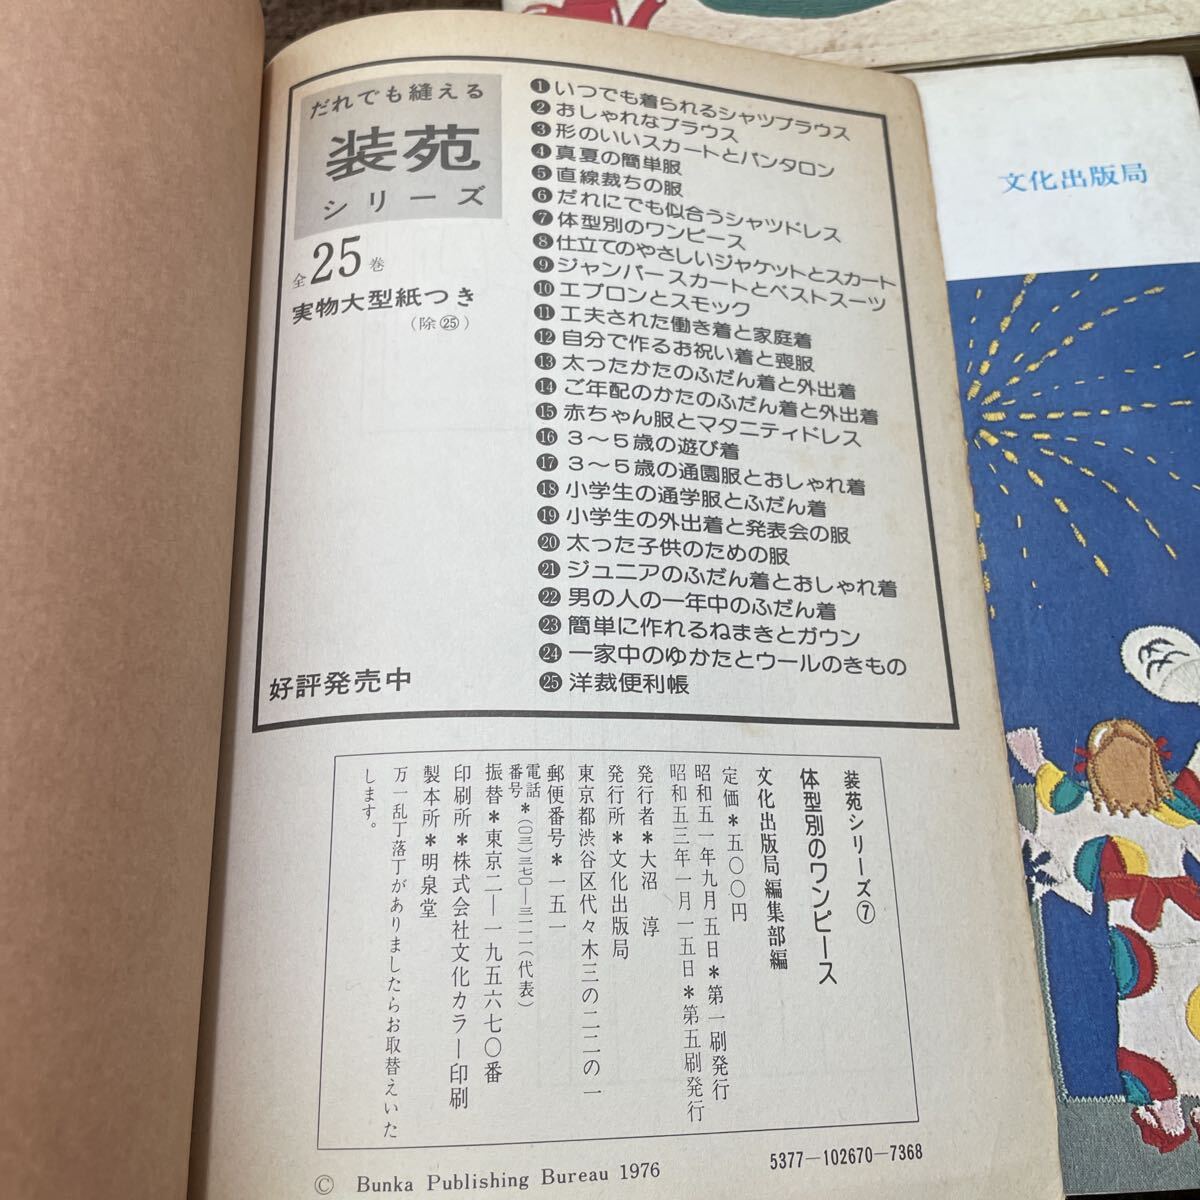 だれでも縫える
装苑
シリーズ
全25巻
実物大型紙つき
(除㉕)
❶いつでも着られるシャツブラウス
❷おしゃれなブラウス
❸形のいいスカートとパンタロン
❹真夏の簡単服
❺直線裁ちの服
❻だれにでも似合うシャツドレス
❼体型別のワンピース
❽仕立てのやさしいジャケットとスカート
❾ジャンパースカートとベストスーツ
❿エプロンとスモック
⓫工夫された働き着と家庭着
⓬自分で作るお祝い着と喪服
⓭太ったかたのふだん着と外出着
⓮ご年配のかたのふだん着と外出着
⓯赤ちゃん服とマタニティドレス
⓰3〜5歳の遊び着
⓱3〜5歳の通園服とおしゃれ着
⓲小学生の通学服とふだん着
⓳小学生の外出着と発表会の服
⓴太った子供のための服
㉑ジュニアのふだん着とおしゃれ着
㉒男の人の一年中のふだん着
㉓簡単に作れるねまきとガウン
㉔一家中のゆかたとウールのきもの
㉕洋裁便利帳
好評発売中
装苑シリーズ⑦
体型別のワンピース
文化出版局編集部編
定価*五〇〇円
昭和五一年九月五日*第一刷発行
昭和五三年一月一五日*第五刷発行
発行者*大沼 淳
発行所*文化出版局
東京都渋谷区代々木三の二二の一
郵便番号*一五一
電話番号*(〇三)三七〇―三一一一(代表)
振替*東京二―一九五六七〇番
印刷所*株式会社文化カラー印刷
製本所*明泉堂
万一乱丁落丁がありましたらお取替えいた
します。
5377-102670-7368
© Bunka Publishing Bureau 1976
文化出版局